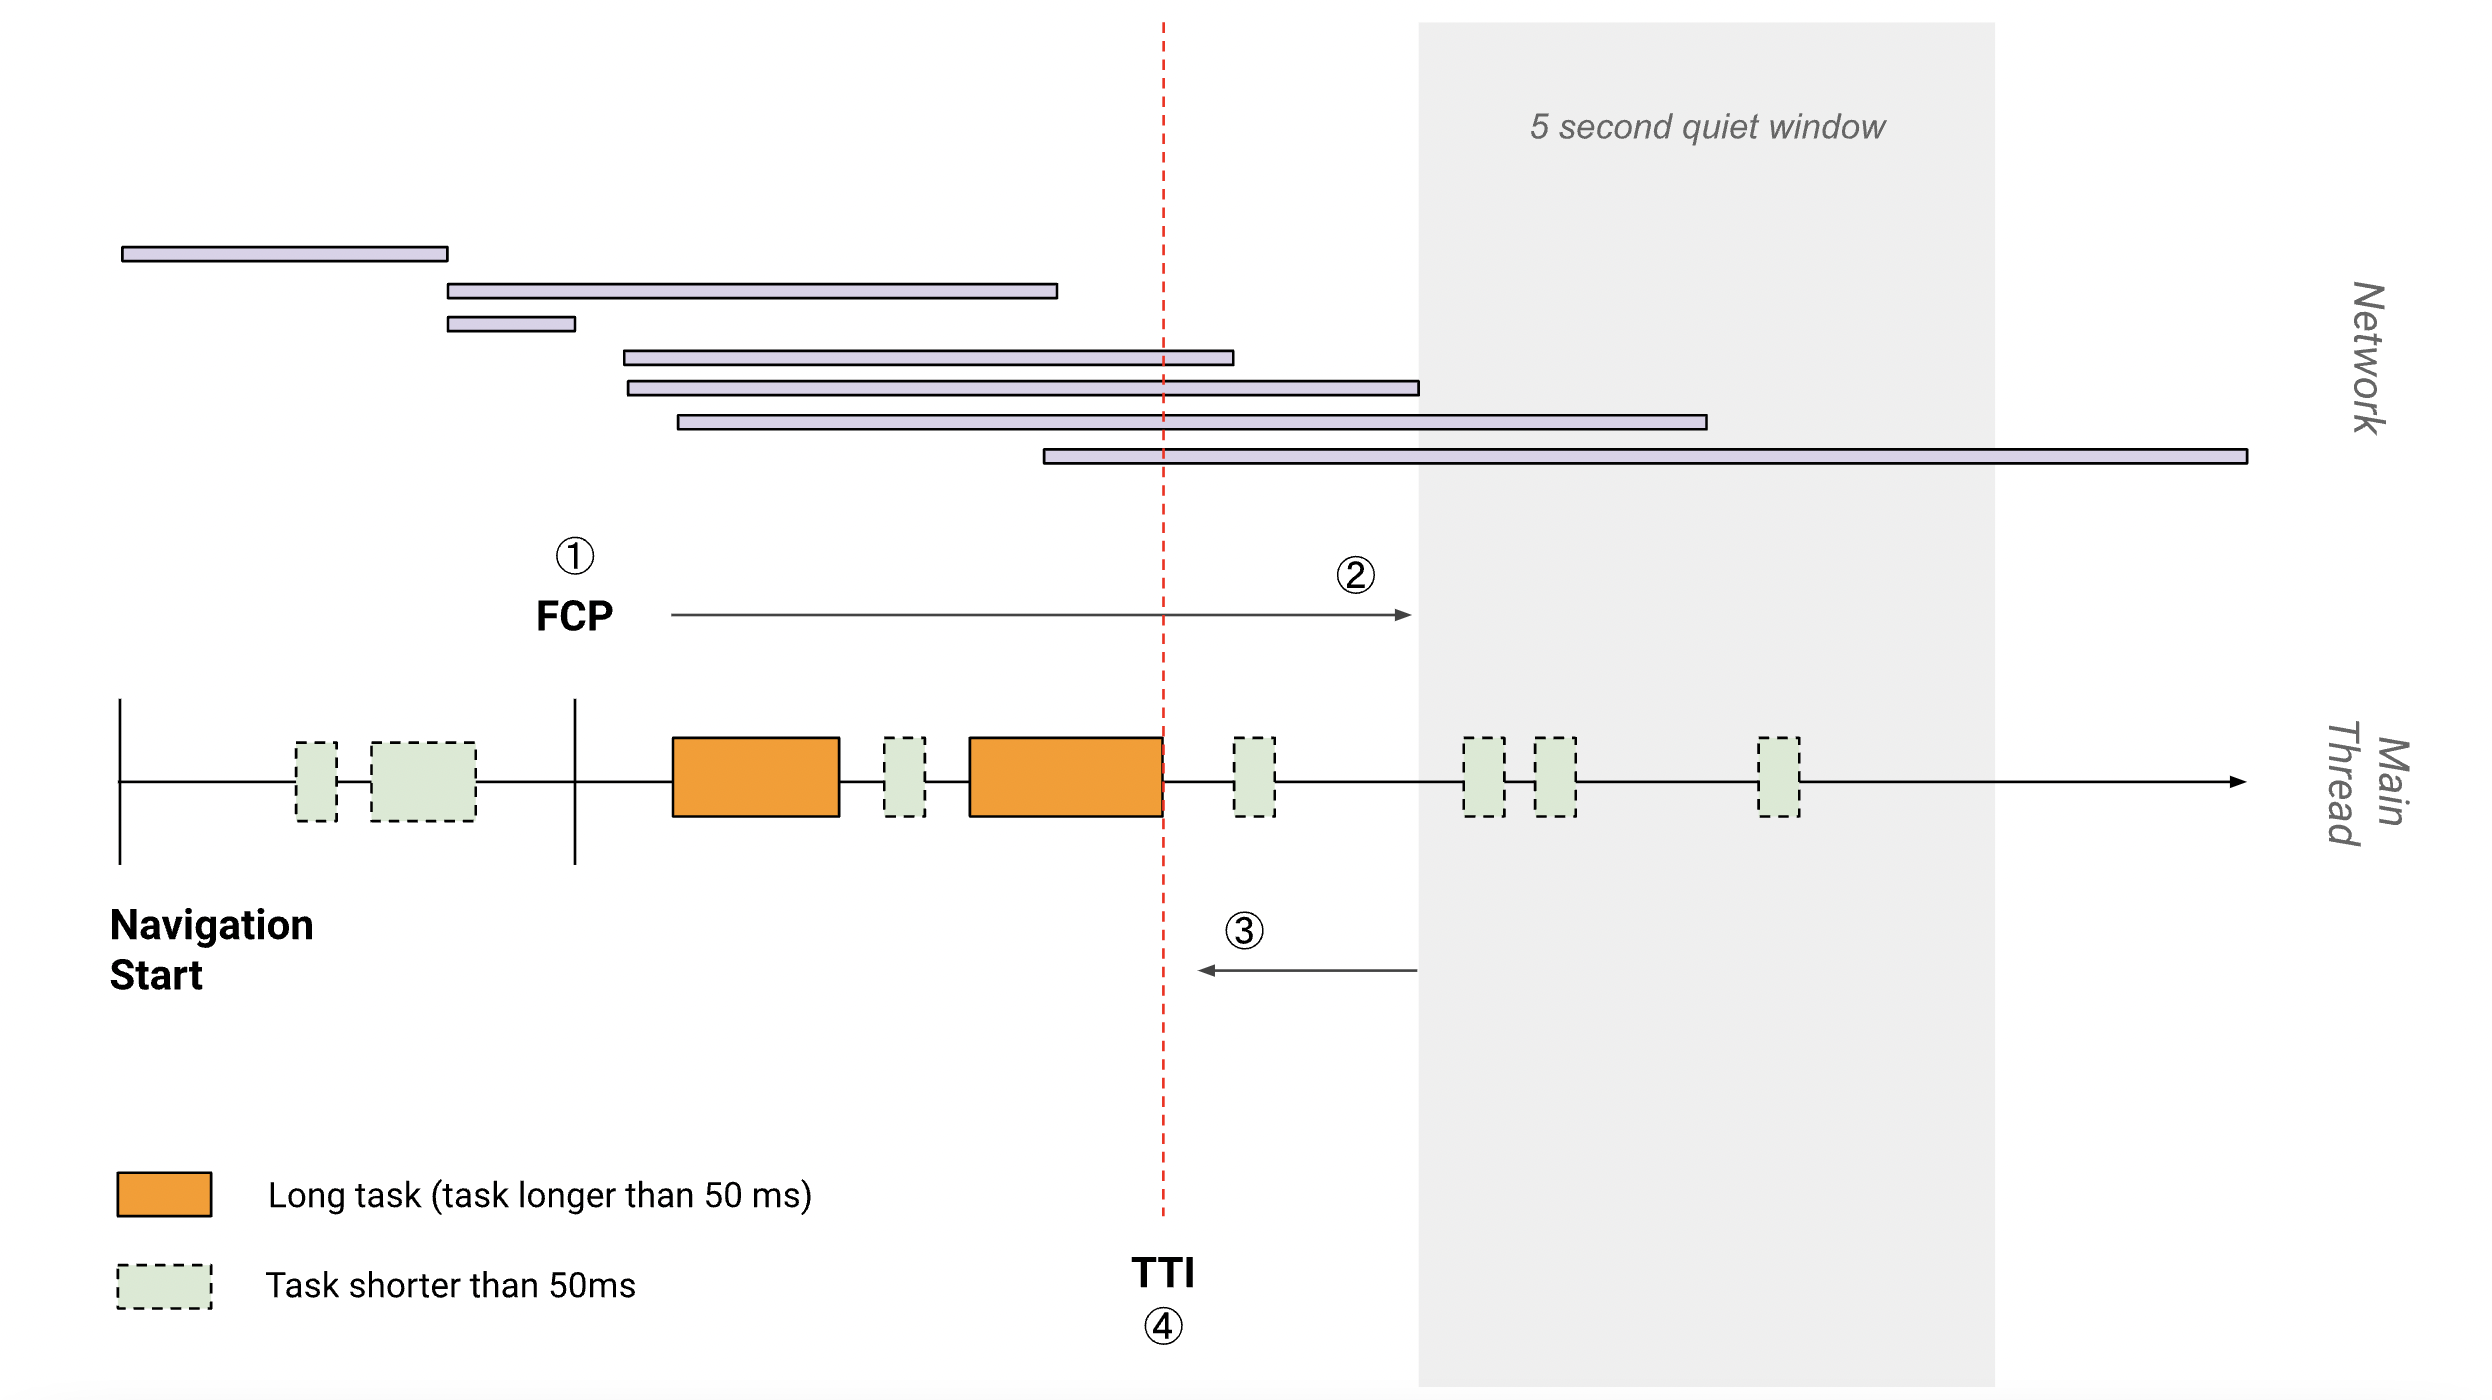 5 second quiet window
Network
①
②
FCP
Main
Thread
Navigation
Start
③
Long task (task longer than 50 ms)
Task shorter than 50ms
TTI
④